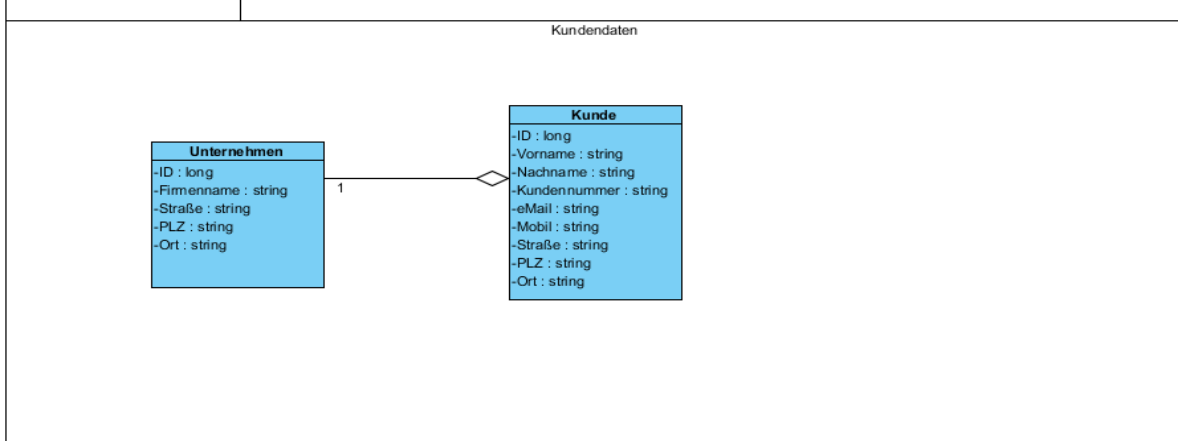 Kundendaten
Unternehmen
-ID : long
-Firmenname : string
-Straße : string
-PLZ : string
-Ort : string
1
Kunde
-ID : long
-Vorname : string
-Nachname : string
-Kundennummer : string
-eMail : string
-Mobil : string
-Straße : string
-PLZ : string
-Ort : string